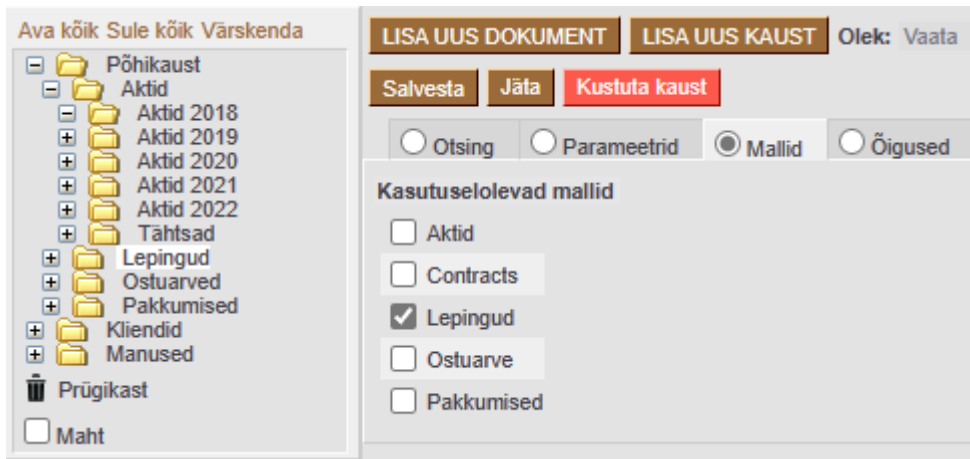 Ava kõik Sule kõik Värskenda
Põhikaust
Aktid
Aktid 2018
Aktid 2019
Aktid 2020
Aktid 2021
Aktid 2022
Tähtsad
Lepingud
Ostuarved
Pakkumised
Kliendid
Manused
Prügikast
Maht
LISA UUS DOKUMENT LISA UUS KAUST Olek: Vaata
Salvesta Jäta Kustuta kaust
Otsing Parameetrid Mallid Õigused
Kasutuselolevad mallid
Aktid
Contracts
Lepingud
Ostuarve
Pakkumised